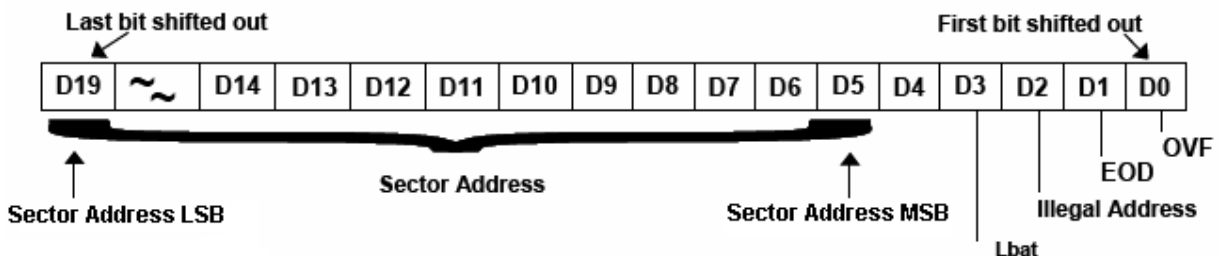 Last bit shifted out
First bit shifted out
D19 ~~ D14 D13 D12 D11 D10 D9 D8 D7 D6 D5 D4 D3 D2 D1 D0
OVF
EOD
Sector Address
Sector Address LSB
Sector Address MSB
Illegal Address
Lbat